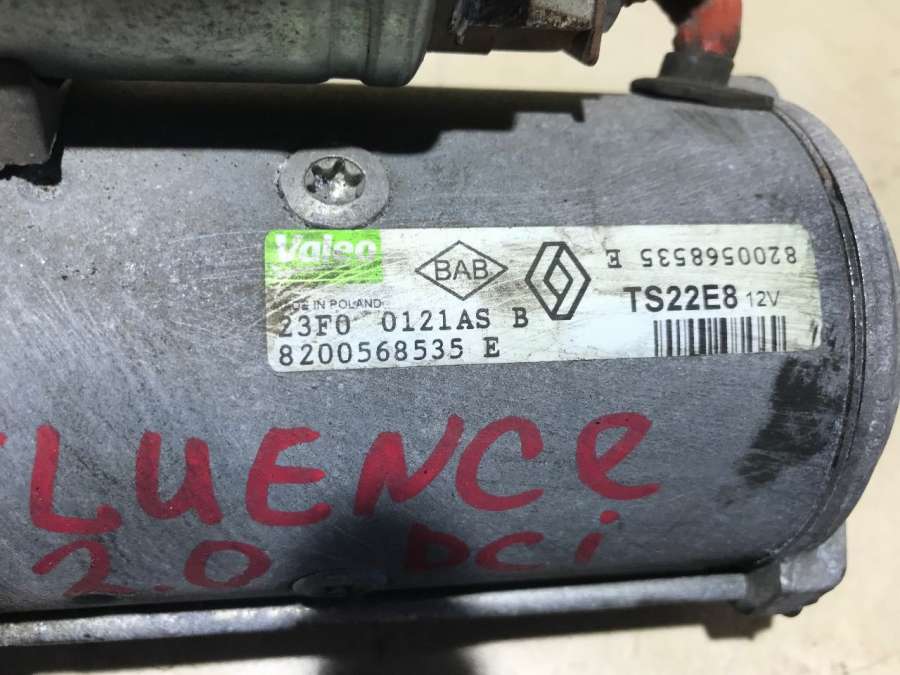 Valeo
MADE IN POLAND
BAB
23F0 0121AS B
8200568535 E
8200568535 E
TS22E8 12V
LUENCE
2.0 DCi